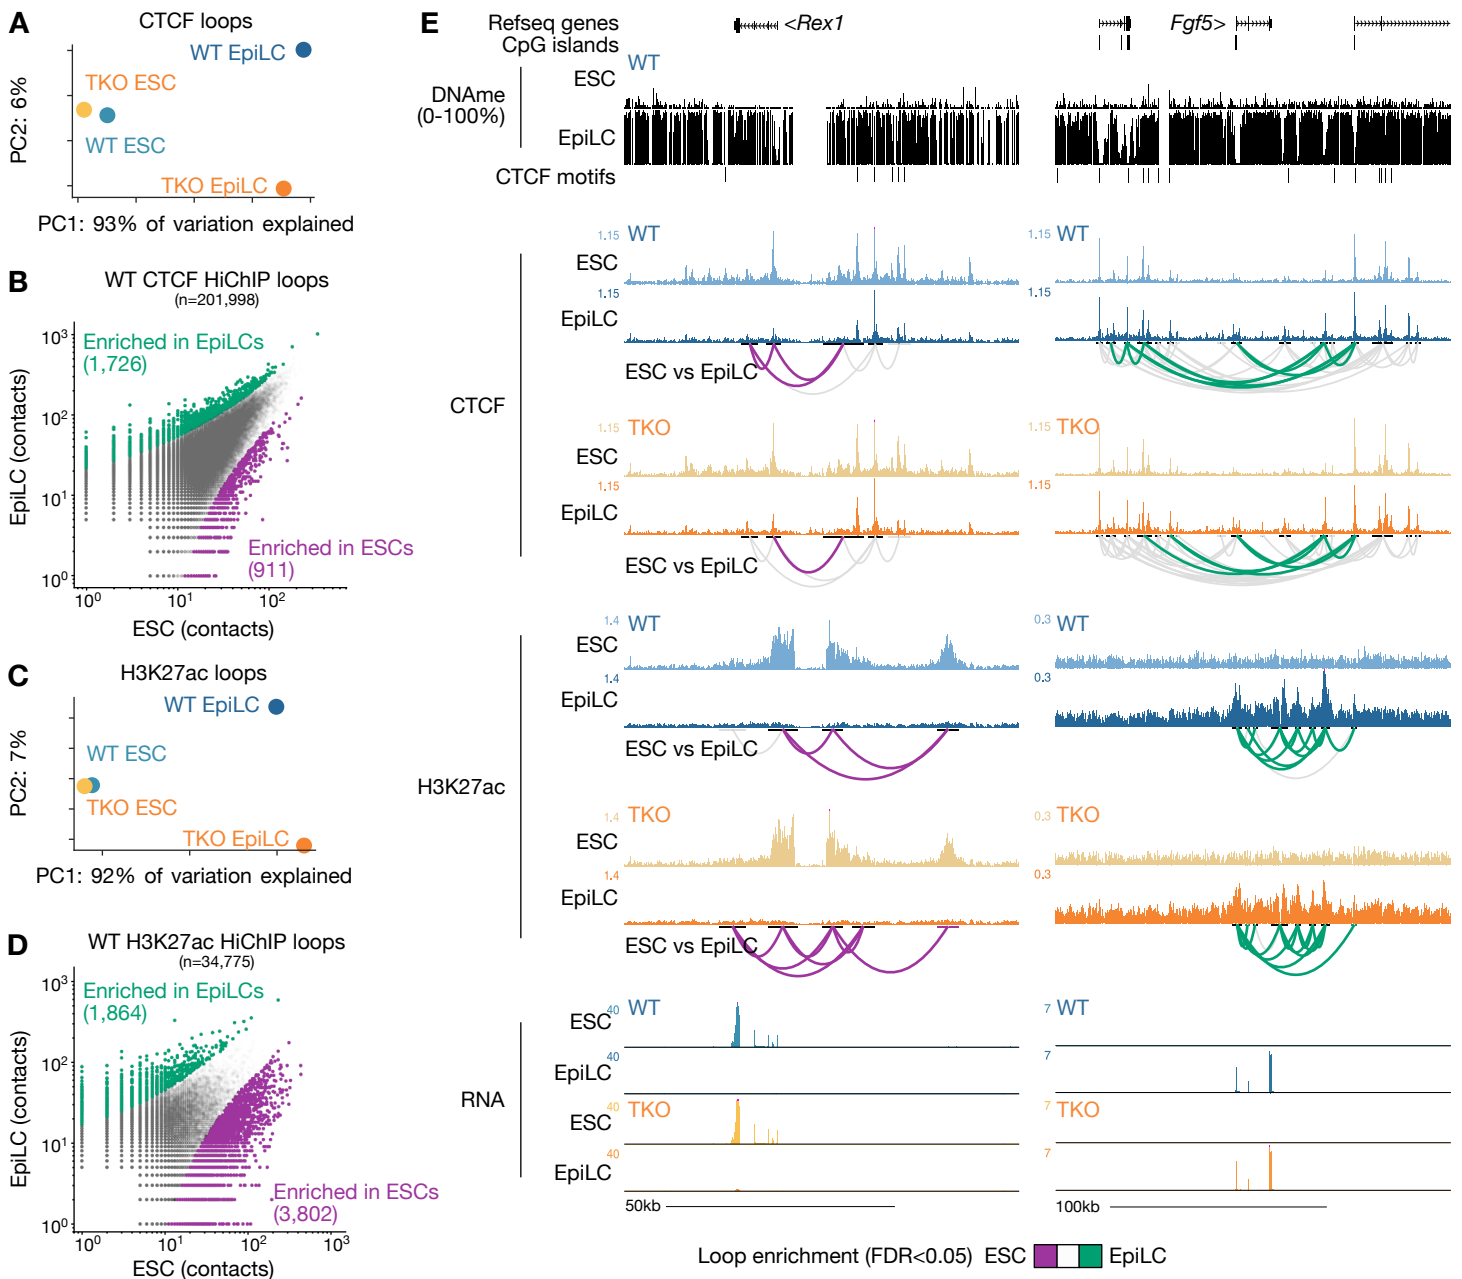 A
CTCF loops
WT EpiLC
TKO ESC
WT ESC
TKO EpiLC
PC2: 6%
PC1: 93% of variation explained
B
WT CTCF HiChIP loops
(n=201,998)
Enriched in EpiLCs
(1,726)
Enriched in ESCs
(911)
EpiLC (contacts)
10³
10²
10¹
10⁰
10⁰ 10¹ 10²
ESC (contacts)
C
H3K27ac loops
WT EpiLC
WT ESC
TKO ESC
TKO EpiLC
PC2: 7%
PC1: 92% of variation explained
D
WT H3K27ac HiChIP loops
(n=34,775)
Enriched in EpiLCs
(1,864)
Enriched in ESCs
(3,802)
EpiLC (contacts)
10³
10²
10¹
10⁰
10⁰ 10¹ 10² 10³
ESC (contacts)
E
Refseq genes
<Rex1
Fgf5>
CpG islands
DNAme
(0-100%)
WT
ESC
EpiLC
CTCF motifs
CTCF
1.15 WT
ESC
1.15
EpiLC
ESC vs EpiLC
1.15 TKO
ESC
1.15
EpiLC
ESC vs EpiLC
1.15 WT
1.15
1.15 TKO
1.15
H3K27ac
1.4 WT
ESC
1.4
EpiLC
ESC vs EpiLC
1.4 TKO
ESC
1.4
EpiLC
ESC vs EpiLC
0.3 WT
0.3
0.3 TKO
0.3
RNA
40 WT
ESC
40
EpiLC
40 TKO
ESC
40
EpiLC
7 WT
7
7 TKO
7
50kb
100kb
Loop enrichment (FDR<0.05) ESC EpiLC